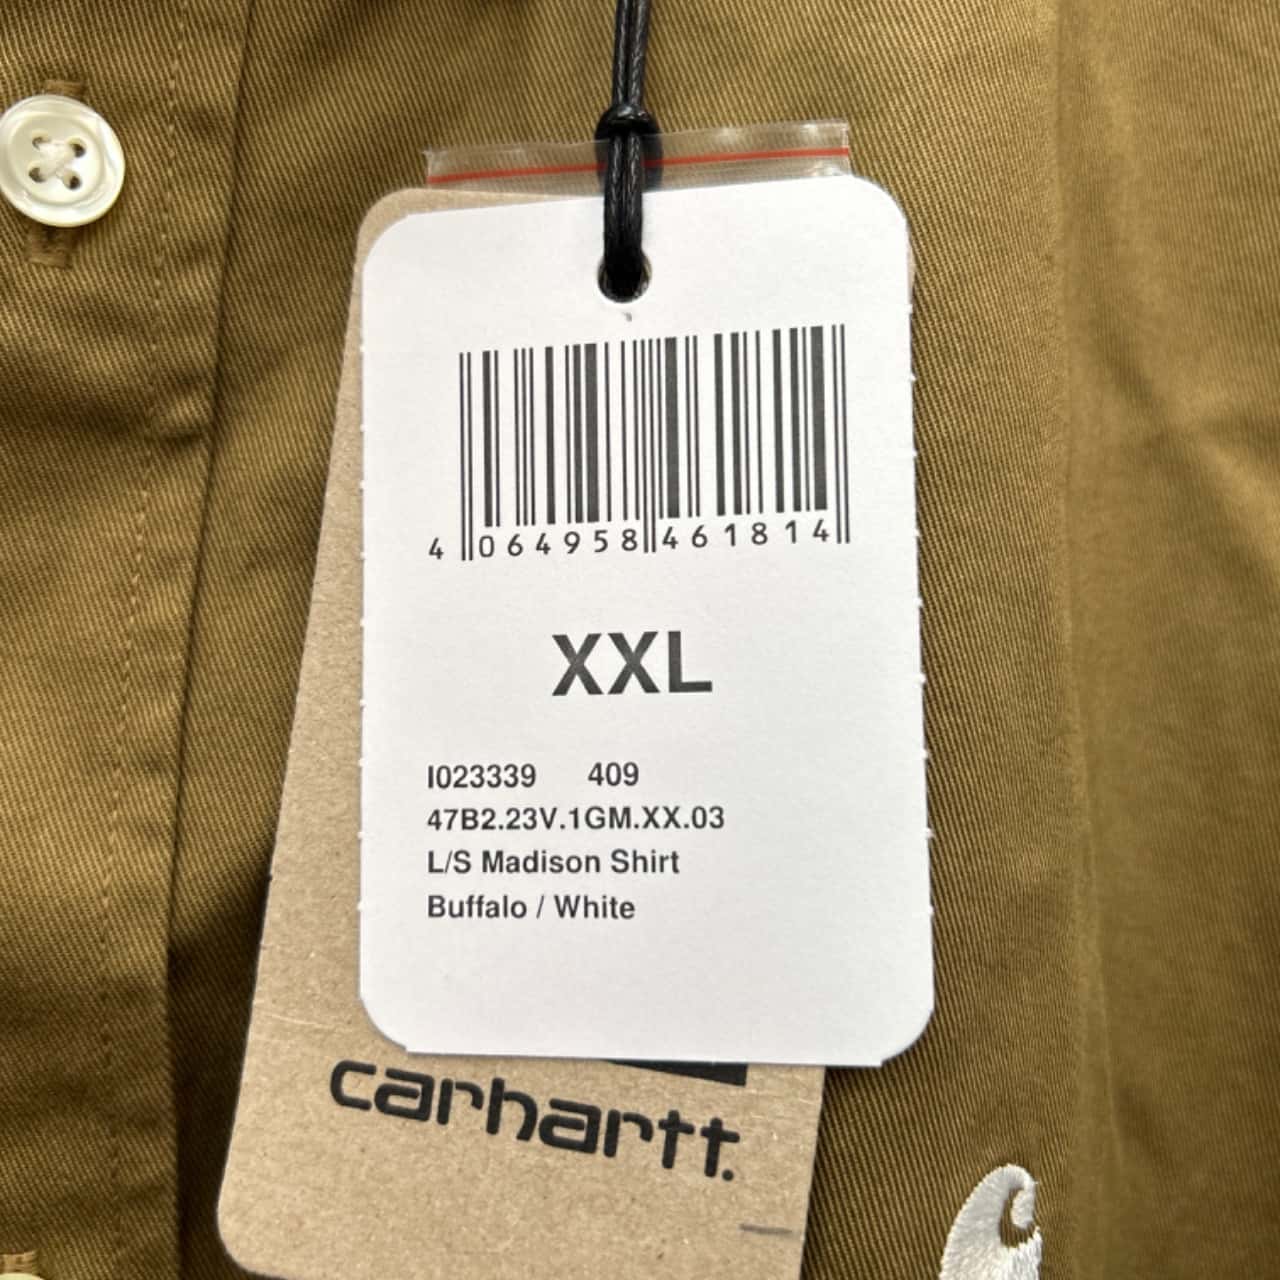 4 064958 461814
XXL
I023339 409
47B2.23V.1GM.XX.03
L/S Madison Shirt
Buffalo / White
carhartt.